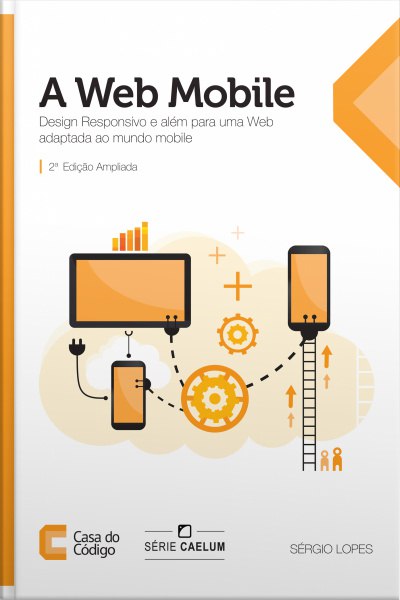 A Web Mobile
Design Responsivo e além para uma Web
adaptada ao mundo mobile
2ª Edição Ampliada
Casa do
Código
SÉRIE CAELUM
SÉRGIO LOPES